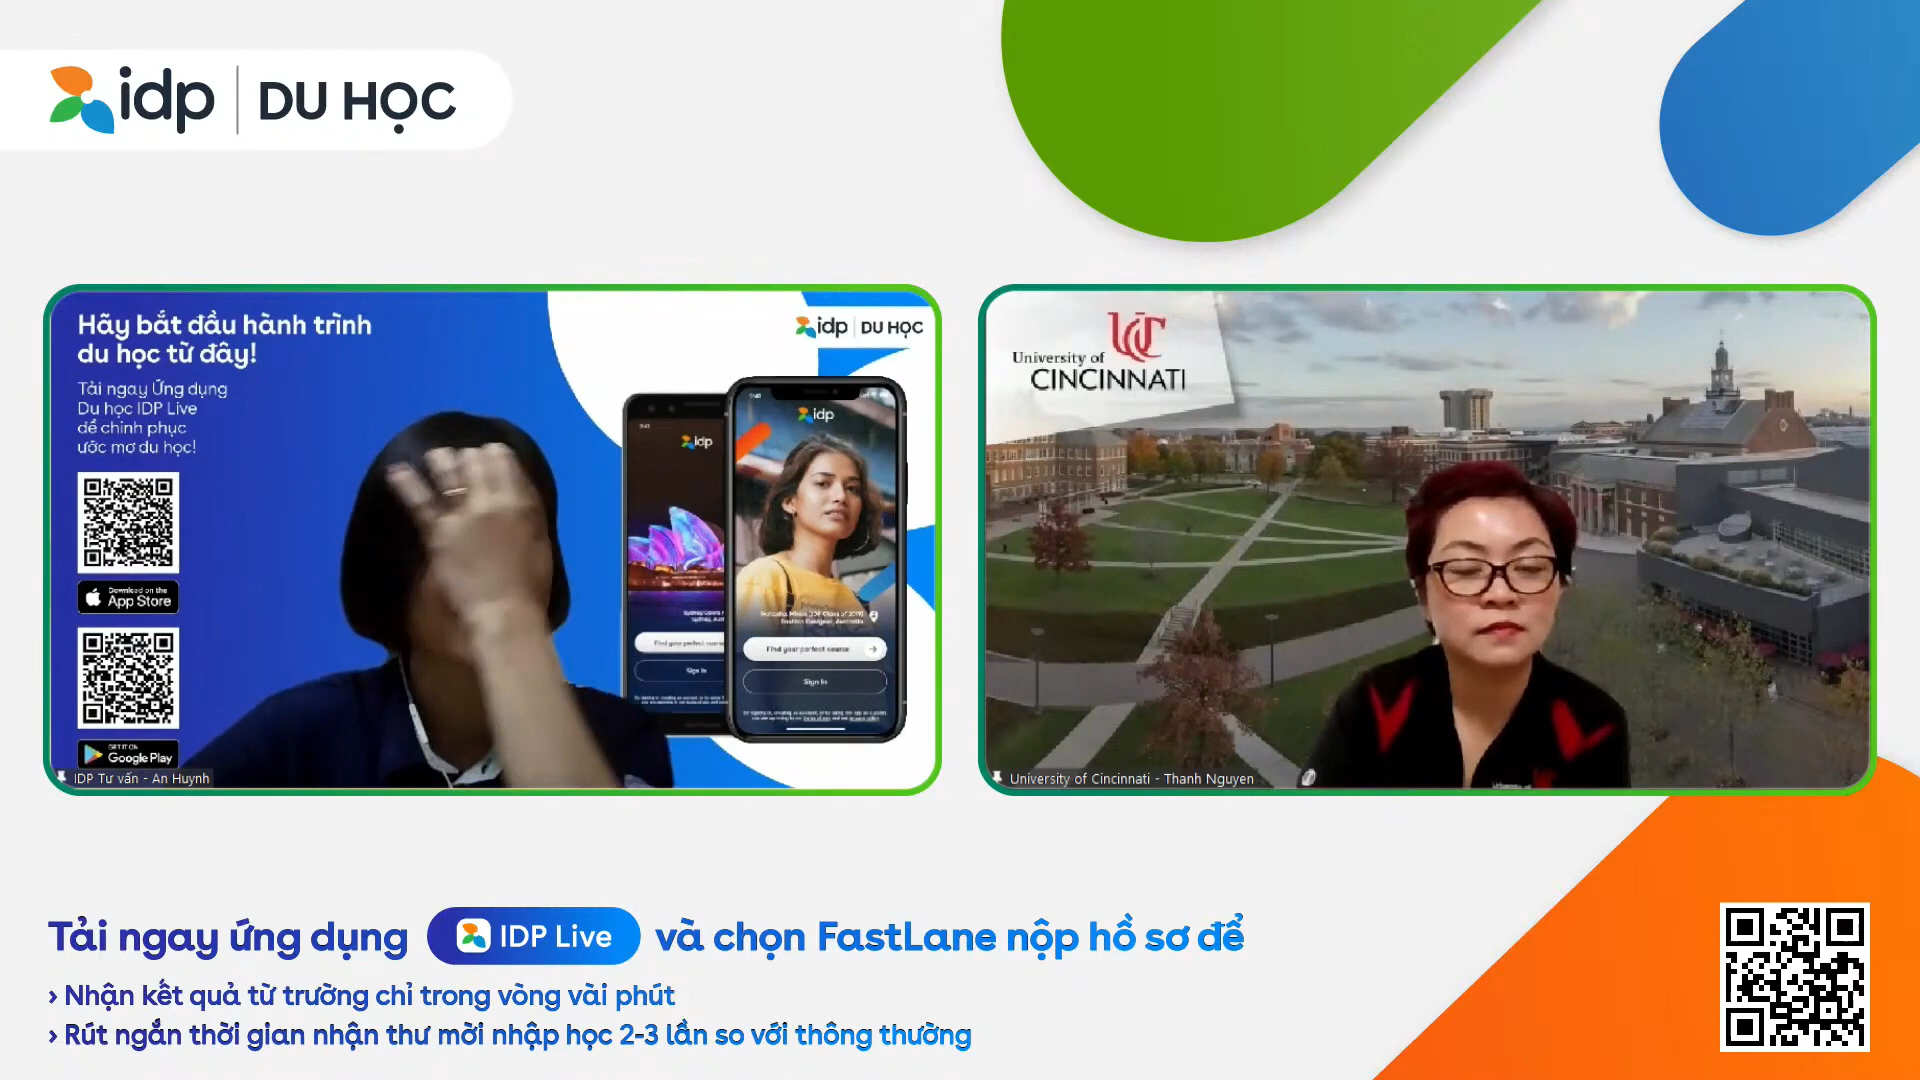 idp | DU HỌC
Hãy bắt đầu hành trình
du học từ đây!
Tải ngay Ứng dụng
Du học IDP Live
để chinh phục
ước mơ du học!
Download on the
App Store
GET IT ON
Google Play
IDP Tư vấn - An Huynh
idp | DU HỌC
idp
Find your perfect
Sign In
idp
Find your perfect course
Sign In
University of
CINCINNATI
University of Cincinnati - Thanh Nguyen
Tải ngay ứng dụng IDP Live và chọn FastLane nộp hồ sơ để
› Nhận kết quả từ trường chỉ trong vòng vài phút
› Rút ngắn thời gian nhận thư mời nhập học 2-3 lần so với thông thường